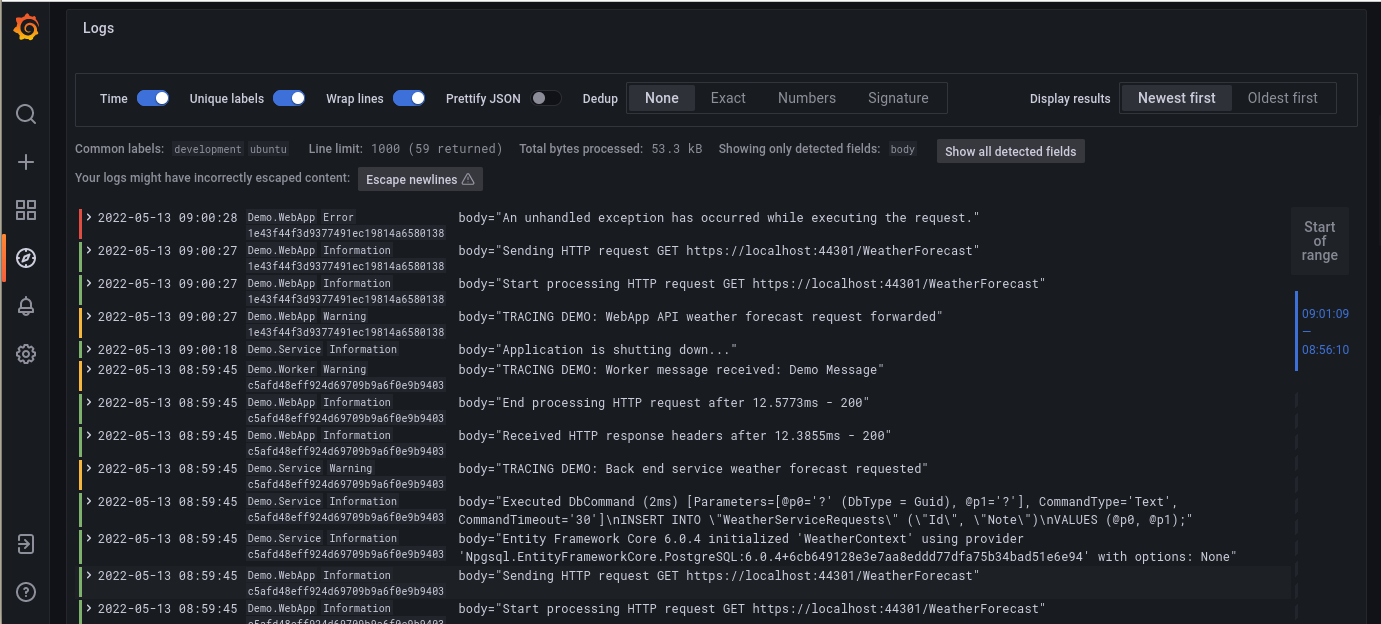 Logs
Time Unique labels Wrap lines Prettify JSON Dedup None Exact Numbers Signature Display results Newest first Oldest first
Common labels: development ubuntu Line limit: 1000 (59 returned) Total bytes processed: 53.3 kB Showing only detected fields: body Show all detected fields
Your logs might have incorrectly escaped content: Escape newlines
2022-05-13 09:00:28 Demo.WebApp Error body="An unhandled exception has occurred while executing the request."
1e43f44f3d9377491ec19814a6580138
2022-05-13 09:00:27 Demo.WebApp Information body="Sending HTTP request GET https://localhost:44301/WeatherForecast"
1e43f44f3d9377491ec19814a6580138
2022-05-13 09:00:27 Demo.WebApp Information body="Start processing HTTP request GET https://localhost:44301/WeatherForecast"
1e43f44f3d9377491ec19814a6580138
2022-05-13 09:00:27 Demo.WebApp Warning body="TRACING DEMO: WebApp API weather forecast request forwarded"
1e43f44f3d9377491ec19814a6580138
2022-05-13 09:00:18 Demo.Service Information body="Application is shutting down..."
2022-05-13 08:59:45 Demo.Worker Warning body="TRACING DEMO: Worker message received: Demo Message"
c5afd48eff924d69709b9a6f0e9b9403
2022-05-13 08:59:45 Demo.WebApp Information body="End processing HTTP request after 12.5773ms - 200"
c5afd48eff924d69709b9a6f0e9b9403
2022-05-13 08:59:45 Demo.WebApp Information body="Received HTTP response headers after 12.3855ms - 200"
c5afd48eff924d69709b9a6f0e9b9403
2022-05-13 08:59:45 Demo.Service Warning body="TRACING DEMO: Back end service weather forecast requested"
c5afd48eff924d69709b9a6f0e9b9403
2022-05-13 08:59:45 Demo.Service Information body="Executed DbCommand (2ms) [Parameters=[@p0='?' (DbType = Guid), @p1='?'], CommandType='Text',
c5afd48eff924d69709b9a6f0e9b9403 CommandTimeout='30']\nINSERT INTO \"WeatherServiceRequests\" (\"Id\", \"Note\")\nVALUES (@p0, @p1);"
2022-05-13 08:59:45 Demo.Service Information body="Entity Framework Core 6.0.4 initialized 'WeatherContext' using provider
c5afd48eff924d69709b9a6f0e9b9403 'Npgsql.EntityFrameworkCore.PostgreSQL:6.0.4+6cb649128e3e7aa8eddd77dfa75b34bad51e6e94' with options: None"
2022-05-13 08:59:45 Demo.WebApp Information body="Sending HTTP request GET https://localhost:44301/WeatherForecast"
c5afd48eff924d69709b9a6f0e9b9403
2022-05-13 08:59:45 Demo.WebApp Information body="Start processing HTTP request GET https://localhost:44301/WeatherForecast"
Start
of
range
09:01:09
—
08:56:10